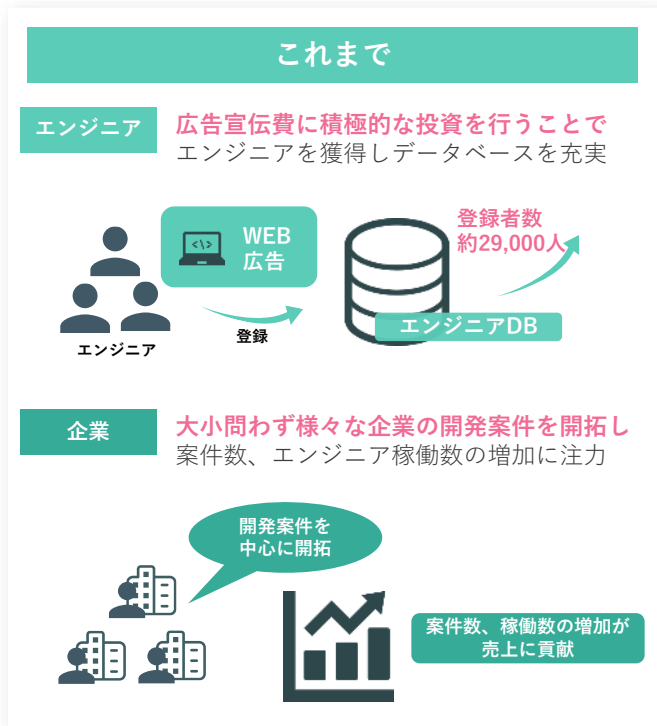 これまで
エンジニア
広告宣伝費に積極的な投資を行うことで
エンジニアを獲得しデータベースを充実
WEB
広告
登録者数
約29,000人
エンジニアDB
登録
エンジニア
企業
大小問わず様々な企業の開発案件を開拓し
案件数、エンジニア稼働数の増加に注力
開発案件を
中心に開拓
案件数、稼働数の増加が
売上に貢献